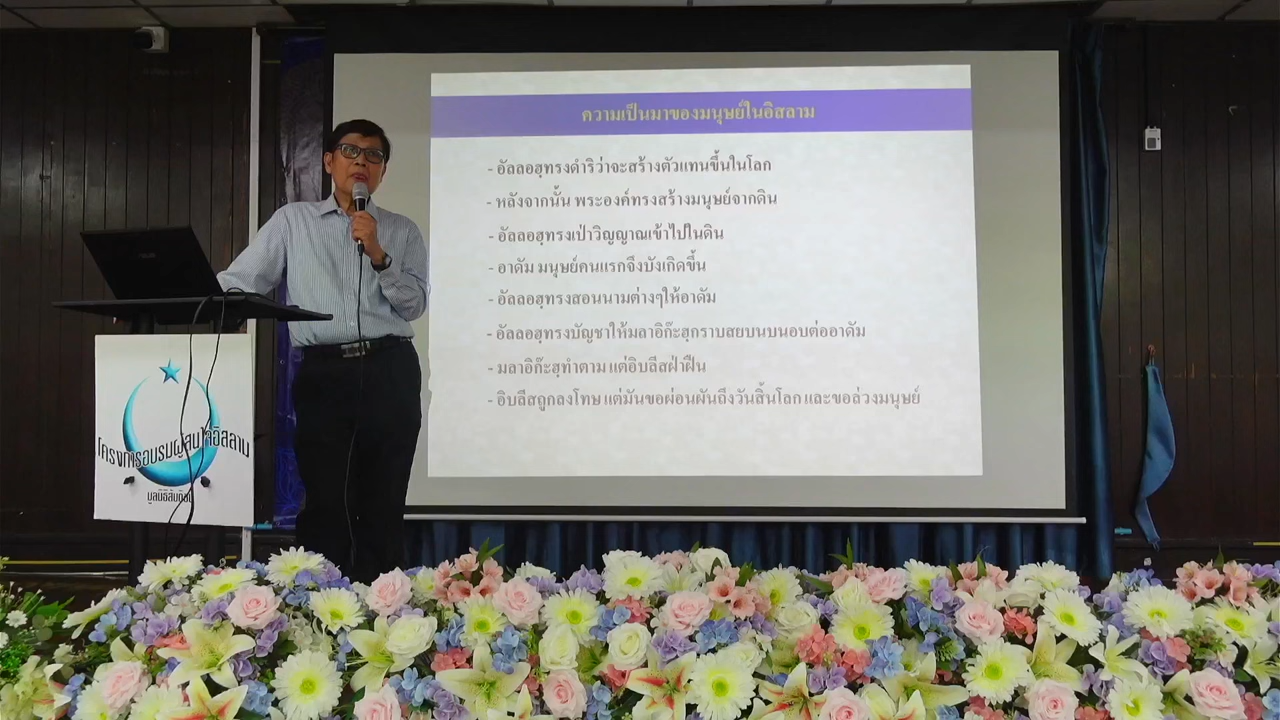 ความเป็นมาของมนุษย์ในอิสลาม
- อัลลอฮฺทรงดำริว่าจะสร้างตัวแทนขึ้นในโลก
- หลังจากนั้น พระองค์ทรงสร้างมนุษย์จากดิน
- อัลลอฮฺทรงเป่าวิญญาณเข้าไปในดิน
- อาดัม มนุษย์คนแรกจึงบังเกิดขึ้น
- อัลลอฮฺทรงสอนนามต่างๆให้อาดัม
- อัลลอฮฺทรงบัญชาให้มลาอิก๊ะฮฺกราบสยบนบนอบต่ออาดัม
- มลาอิก๊ะฮฺทำตาม แต่อิบลีสฝ่าฝืน
- อิบลีสถูกลงโทษ แต่มันขอผ่อนผันถึงวันสิ้นโลก และขอล่วงมนุษย์
โครงการอบรมผู้สนใจอิสลาม
มูลนิธิสันติชน